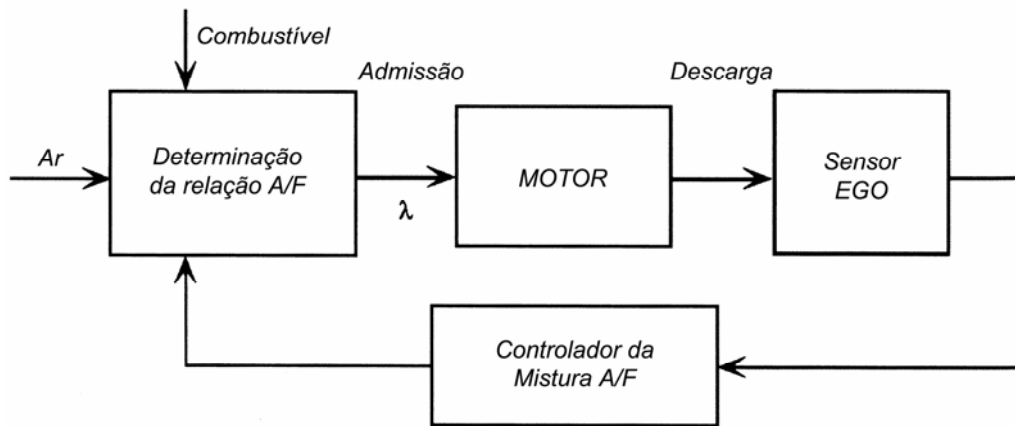 Combustível
Admissão
Descarga
Ar
Determinação
da relação A/F
λ
MOTOR
Sensor
EGO
Controlador da
Mistura A/F